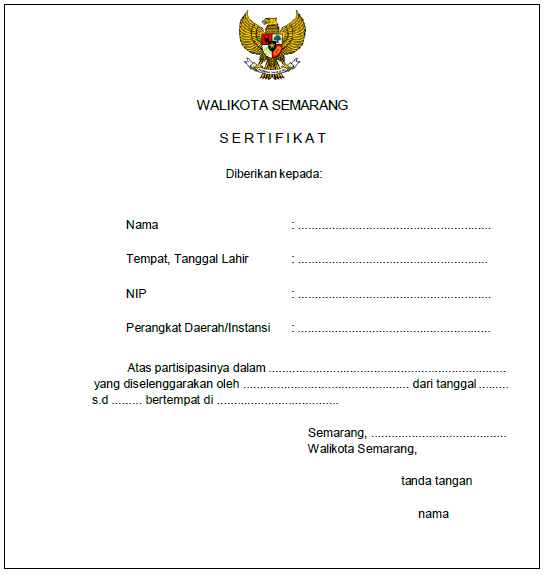 WALIKOTA SEMARANG
S E R T I F I K A T
Diberikan kepada:
Nama : ........................................................
Tempat, Tanggal Lahir : .......................................................
NIP : ........................................................
Perangkat Daerah/Instansi : ........................................................
Atas partisipasinya dalam .....................................................................
yang diselenggarakan oleh ................................................ dari tanggal .........
s.d ......... bertempat di ....................................
Semarang, ........................................
Walikota Semarang,
tanda tangan
nama